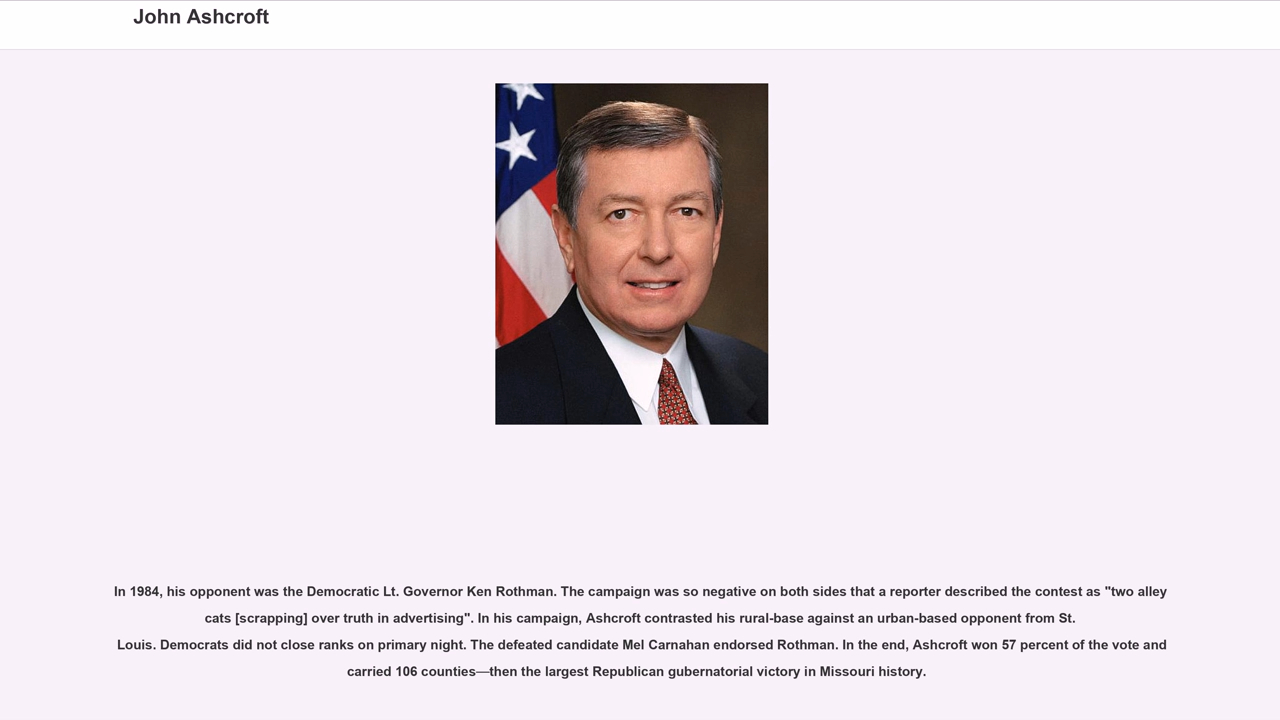 John Ashcroft
In 1984, his opponent was the Democratic Lt. Governor Ken Rothman. The campaign was so negative on both sides that a reporter described the contest as "two alley
cats [scrapping] over truth in advertising". In his campaign, Ashcroft contrasted his rural-base against an urban-based opponent from St.
Louis. Democrats did not close ranks on primary night. The defeated candidate Mel Carnahan endorsed Rothman. In the end, Ashcroft won 57 percent of the vote and
carried 106 counties—then the largest Republican gubernatorial victory in Missouri history.